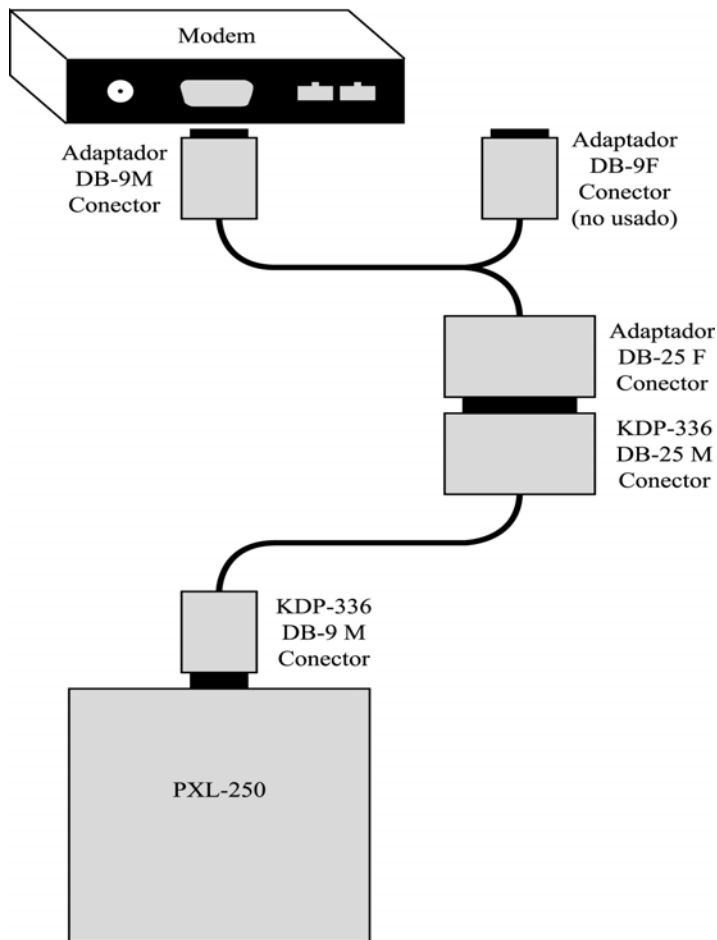 Modem
Adaptador
DB-9M
Conector
Adaptador
DB-9F
Conector
(no usado)
Adaptador
DB-25 F
Conector
KDP-336
DB-25 M
Conector
KDP-336
DB-9 M
Conector
PXL-250